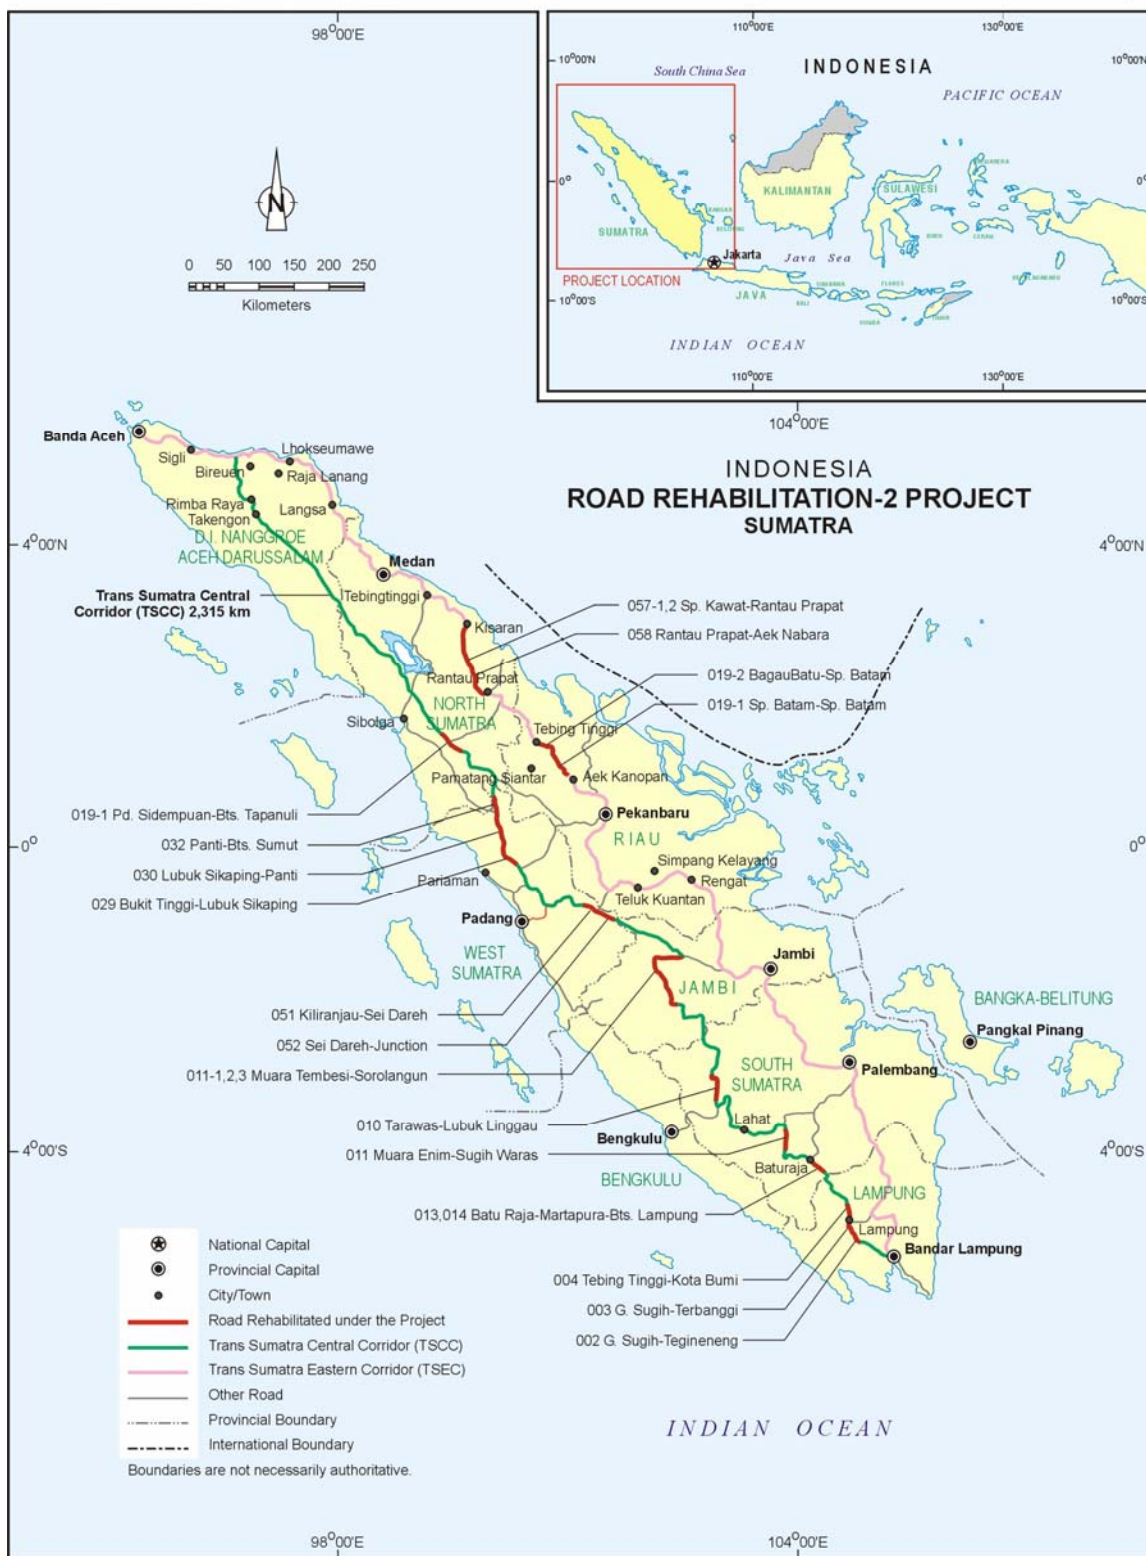 98°00'E
110°00'E
130°00'E
10°00'N
10°00'N
South China Sea
INDONESIA
PACIFIC OCEAN
0°
0°
KALIMANTAN
SULAWESI
SUMATRA
BELITUNG
Jakarta
Java Sea
PROJECT LOCATION
JAVA
BALI
FLORES
10°00'S
10°00'S
INDIAN OCEAN
110°00'E
130°00'E
N
0 50 100 150 200 250
Kilometers
104°00'E
INDONESIA
ROAD REHABILITATION-2 PROJECT
SUMATRA
Banda Aceh
Sigli
Lhokseumawe
Bireuen
Raja Lanang
Rimba Raya
Langsa
Takengon
D.I. NANGGROE
ACEH DARUSSALAM
4°00'N
4°00'N
Medan
Trans Sumatra Central
Corridor (TSCC) 2,315 km
Tebingtinggi
057-1,2 Sp. Kawat-Rantau Prapat
Kisaran
058 Rantau Prapat-Aek Nabara
Rantau Prapat
019-2 BagauBatu-Sp. Batam
NORTH
SUMATRA
019-1 Sp. Batam-Sp. Batam
Sibolga
Tebing Tinggi
Pamatang Siantar
Aek Kanopan
019-1 Pd. Sidempuan-Bts. Tapanuli
Pekanbaru
RIAU
032 Panti-Bts. Sumut
0°
0°
Simpang Kelayang
030 Lubuk Sikaping-Panti
Pariaman
Rengat
Teluk Kuantan
029 Bukit Tinggi-Lubuk Sikaping
Padang
WEST
SUMATRA
Jambi
JAMBI
BANGKA-BELITUNG
051 Kiliranjau-Sei Dareh
Pangkal Pinang
052 Sei Dareh-Junction
SOUTH
SUMATRA
Palembang
011-1,2,3 Muara Tembesi-Sorolangun
010 Tarawas-Lubuk Linggau
Lahat
Bengkulu
4°00'S
4°00'S
011 Muara Enim-Sugih Waras
Baturaja
BENGKULU
LAMPUNG
013,014 Batu Raja-Martapura-Bts. Lampung
Lampung
Bandar Lampung
004 Tebing Tinggi-Kota Bumi
003 G. Sugih-Terbanggi
002 G. Sugih-Tegineneng
National Capital
Provincial Capital
City/Town
Road Rehabilitated under the Project
Trans Sumatra Central Corridor (TSCC)
Trans Sumatra Eastern Corridor (TSEC)
Other Road
Provincial Boundary
International Boundary
Boundaries are not necessarily authoritative.
INDIAN OCEAN
98°00'E
104°00'E